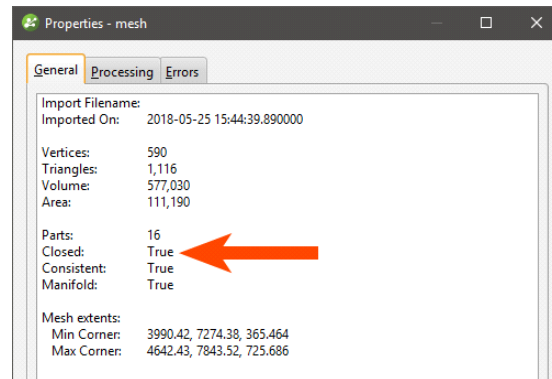 Properties - mesh
General Processing Errors
Import Filename:
Imported On: 2018-05-25 15:44:39.890000
Vertices: 590
Triangles: 1,116
Volume: 577,030
Area: 111,190
Parts: 16
Closed: True
Consistent: True
Manifold: True
Mesh extents:
Min Corner: 3990.42, 7274.38, 365.464
Max Corner: 4642.43, 7843.52, 725.686